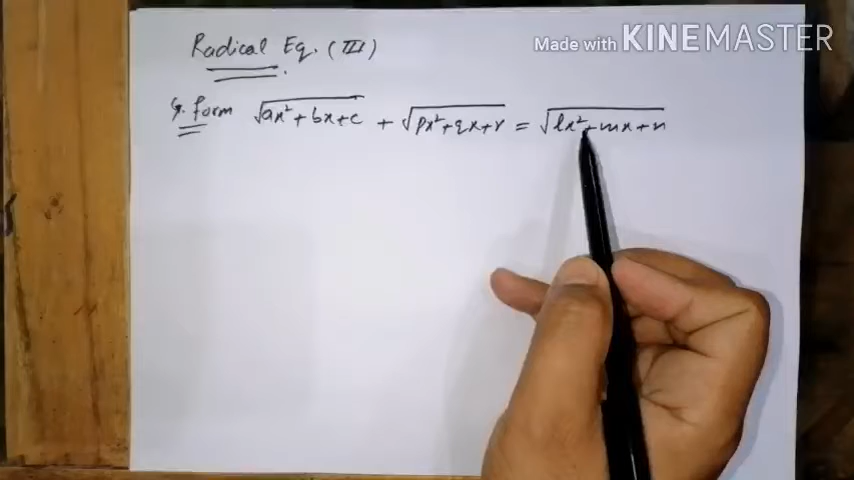 Radical Eq. (III)
Made with KINEMASTER
form √ax² + bx + c + √px² + qx + r = √lx² + mx + n